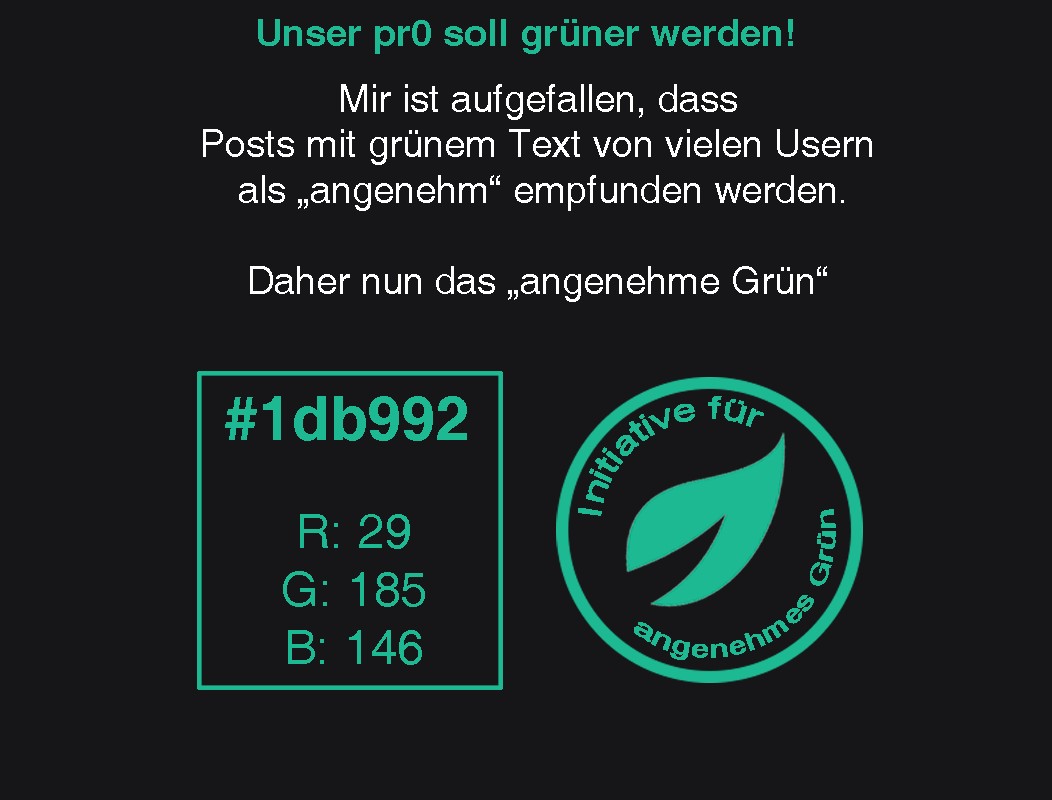 Unser pr0 soll grüner werden!
Mir ist aufgefallen, dass
Posts mit grünem Text von vielen Usern
als „angenehm“ empfunden werden.
Daher nun das „angenehme Grün“
#1db992
R: 29
G: 185
B: 146
Initiative für
angenehmes Grün